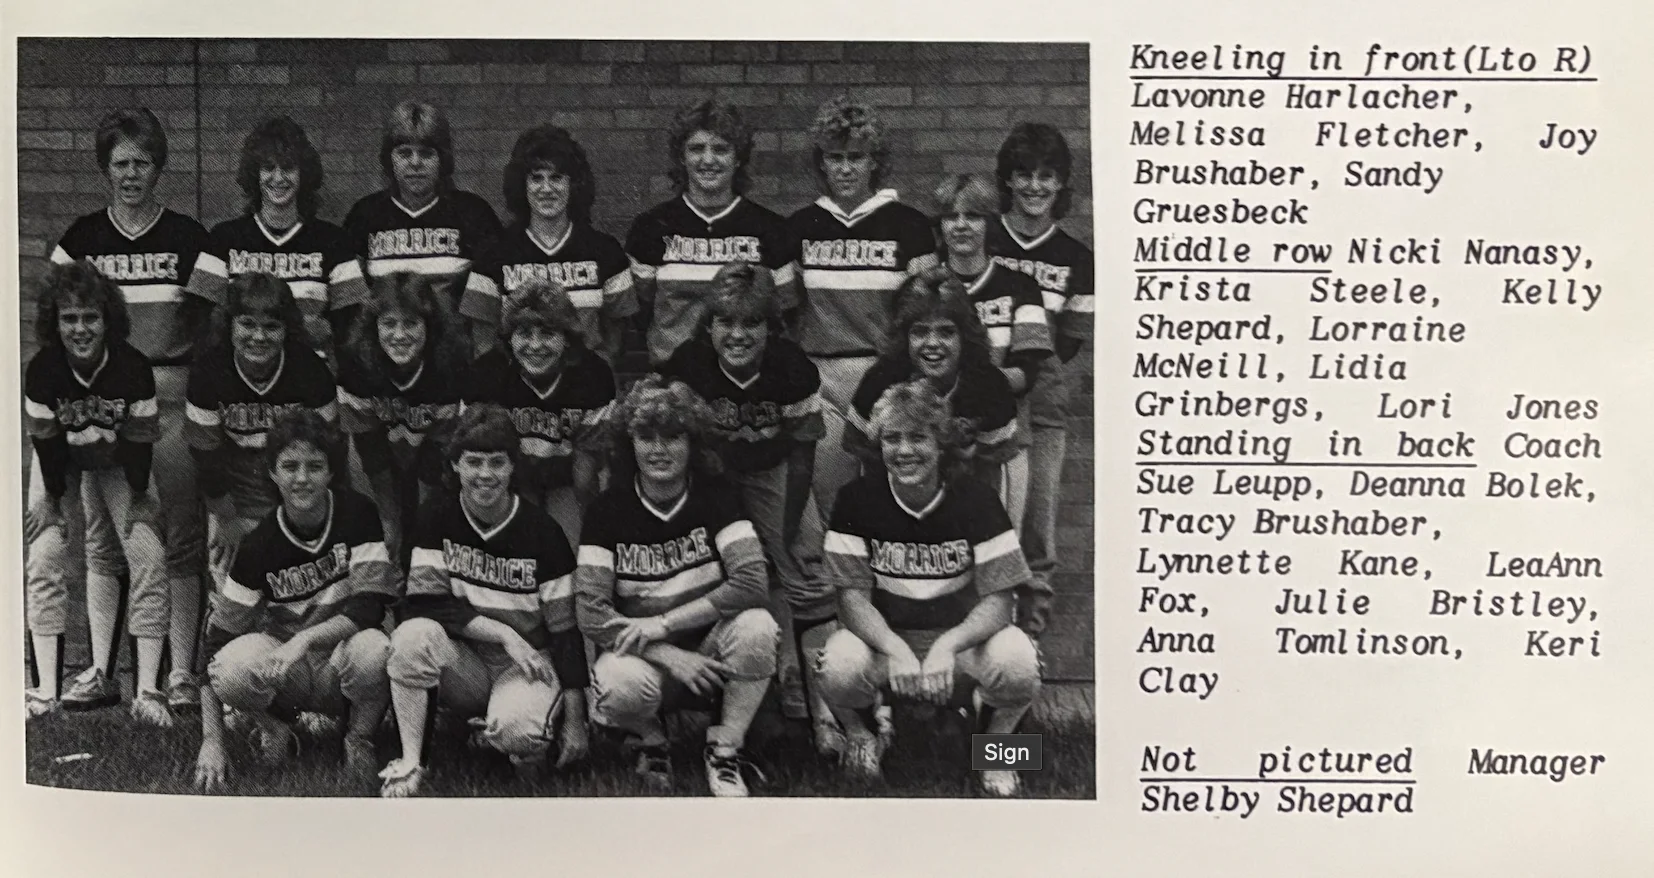 MORRICE MORRICE MORRICE MORRICE MORRICE MORRICE
MORRICE MORRICE MORRICE MORRICE
Kneeling in front(Lto R)
Lavonne Harlacher,
Melissa Fletcher, Joy
Brushaber, Sandy
Gruesbeck
Middle row Nicki Nanasy,
Krista Steele, Kelly
Shepard, Lorraine
McNeill, Lidia
Grinbergs, Lori Jones
Standing in back Coach
Sue Leupp, Deanna Bolek,
Tracy Brushaber,
Lynnette Kane, LeaAnn
Fox, Julie Bristley,
Anna Tomlinson, Keri
Clay
Not pictured Manager
Shelby Shepard
Sign